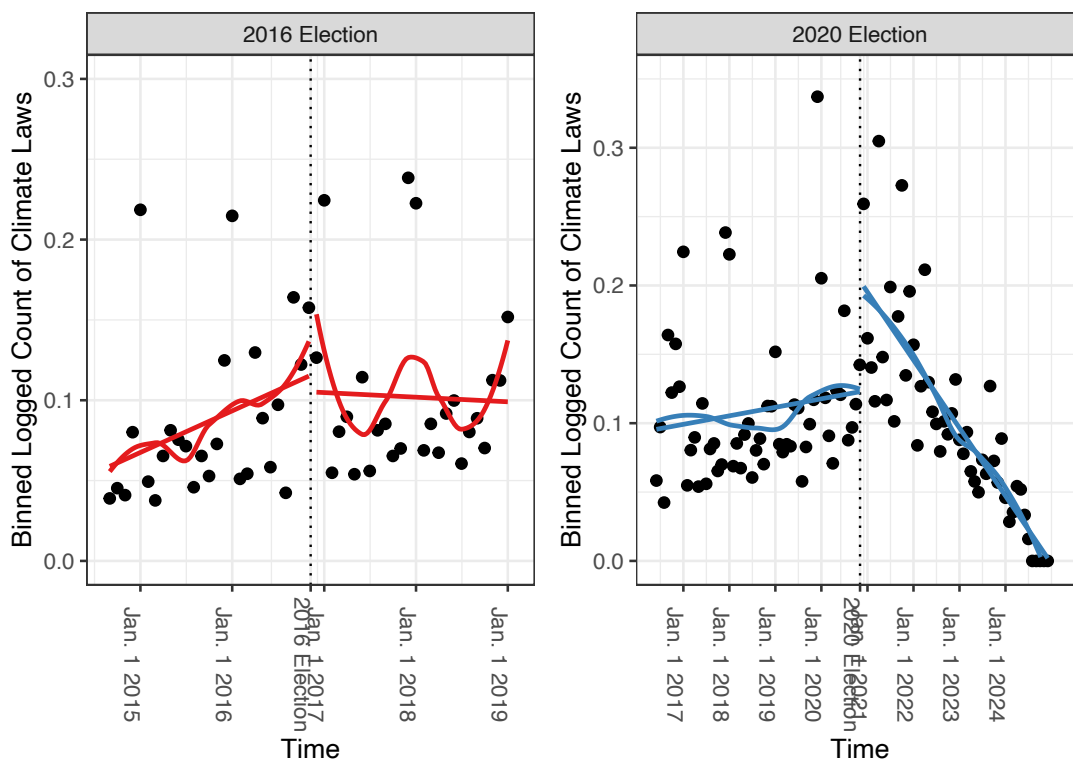 2016 Election
2020 Election
Binned Logged Count of Climate Laws
0.3
0.2
0.1
0.0
Jan. 1 2015
Jan. 1 2016
2016 Election
Jan. 1 2017
Jan. 1 2018
Jan. 1 2019
Time
Binned Logged Count of Climate Laws
0.3
0.2
0.1
0.0
Jan. 1 2017
Jan. 1 2018
Jan. 1 2019
Jan. 1 2020
2020 Election
Jan. 1 2021
Jan. 1 2022
Jan. 1 2023
Jan. 1 2024
Time